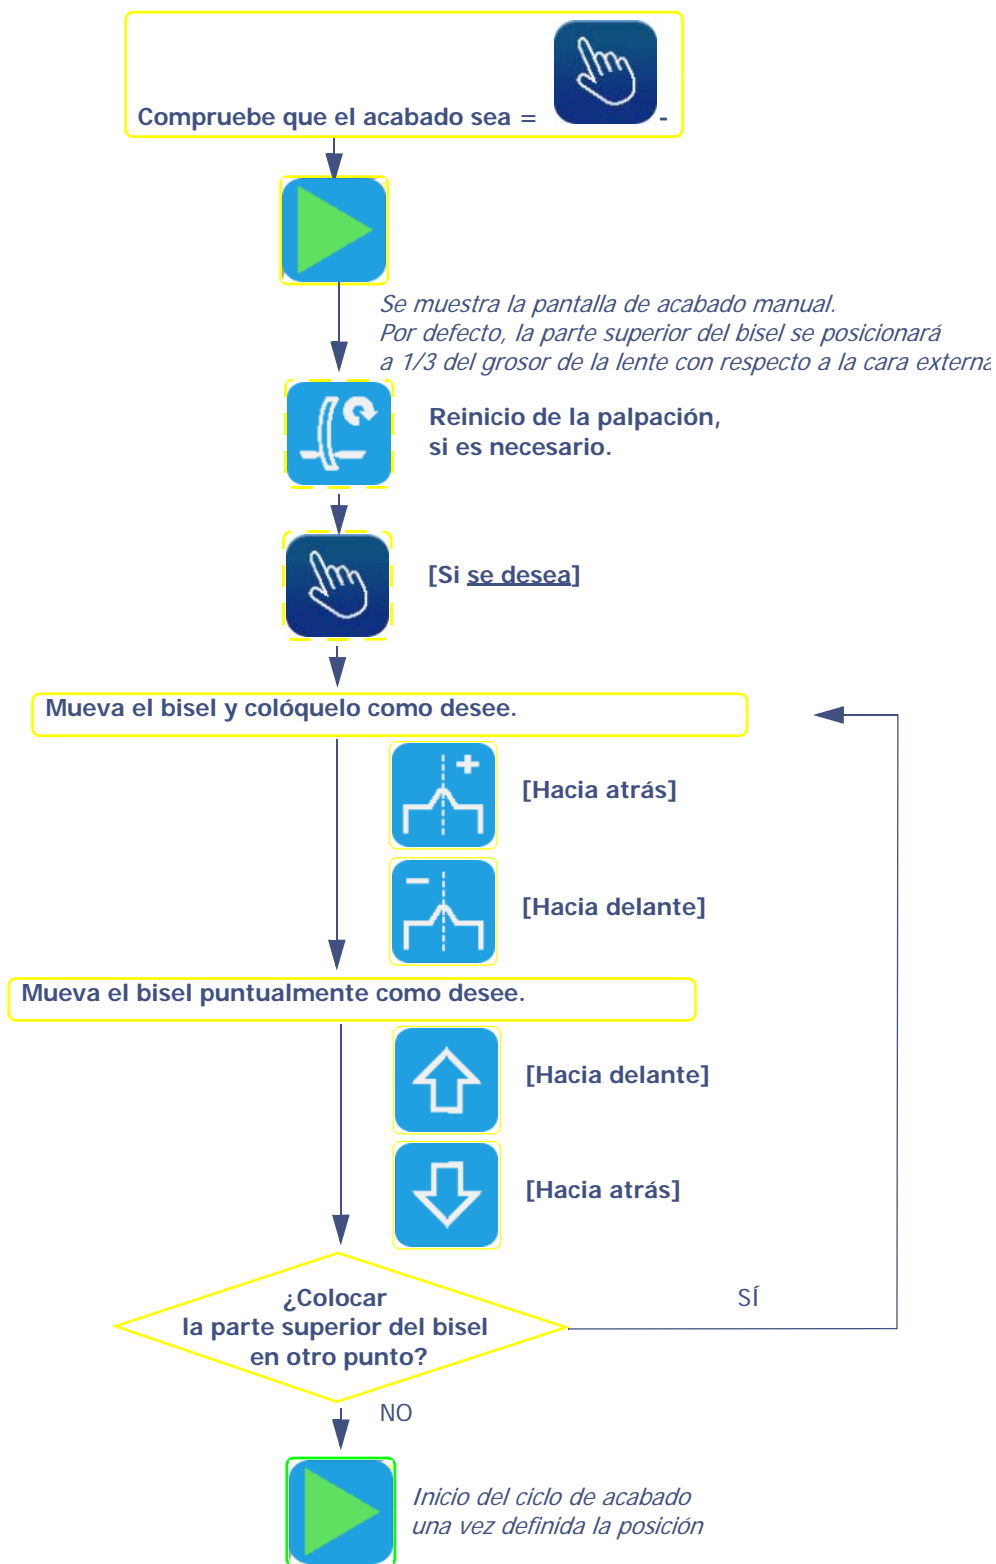 Compruebe que el acabado sea = -
Se muestra la pantalla de acabado manual.
Por defecto, la parte superior del bisel se posicionará
a 1/3 del grosor de la lente con respecto a la cara externa
Reinicio de la palpación,
si es necesario.
[Si se desea]
Mueva el bisel y colóquelo como desee.
[Hacia atrás]
[Hacia delante]
Mueva el bisel puntualmente como desee.
[Hacia delante]
[Hacia atrás]
¿Colocar
la parte superior del bisel
en otro punto?
SÍ
NO
Inicio del ciclo de acabado
una vez definida la posición